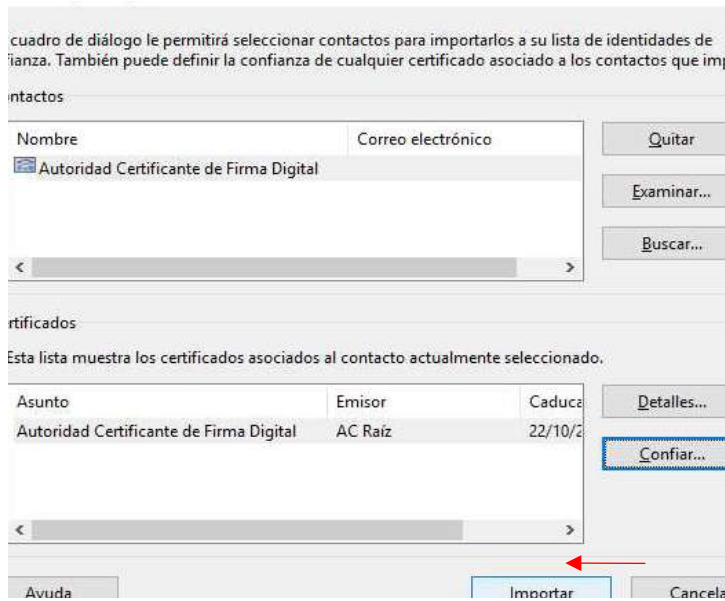 cuadro de diálogo le permitirá seleccionar contactos para importarlos a su lista de identidades de
fianza. También puede definir la confianza de cualquier certificado asociado a los contactos que imp
ontactos
Nombre Correo electrónico Quitar
Autoridad Certificante de Firma Digital
Examinar...
Buscar...
rtificados
Esta lista muestra los certificados asociados al contacto actualmente seleccionado.
Asunto Emisor Caduca Detalles...
Autoridad Certificante de Firma Digital AC Raíz 22/10/2
Confiar...
Ayuda Importar Cancela